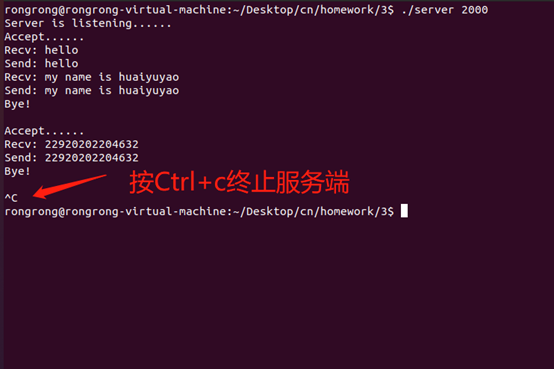 rongrong@rongrong-virtual-machine:~/Desktop/cn/homework/3$ ./server 2000
Server is listening......
Accept......
Recv: hello
Send: hello
Recv: my name is huaiyuyao
Send: my name is huaiyuyao
Bye!
Accept......
Recv: 22920202204632
Send: 22920202204632
Bye!
按Ctrl+c终止服务端
^C
rongrong@rongrong-virtual-machine:~/Desktop/cn/homework/3$